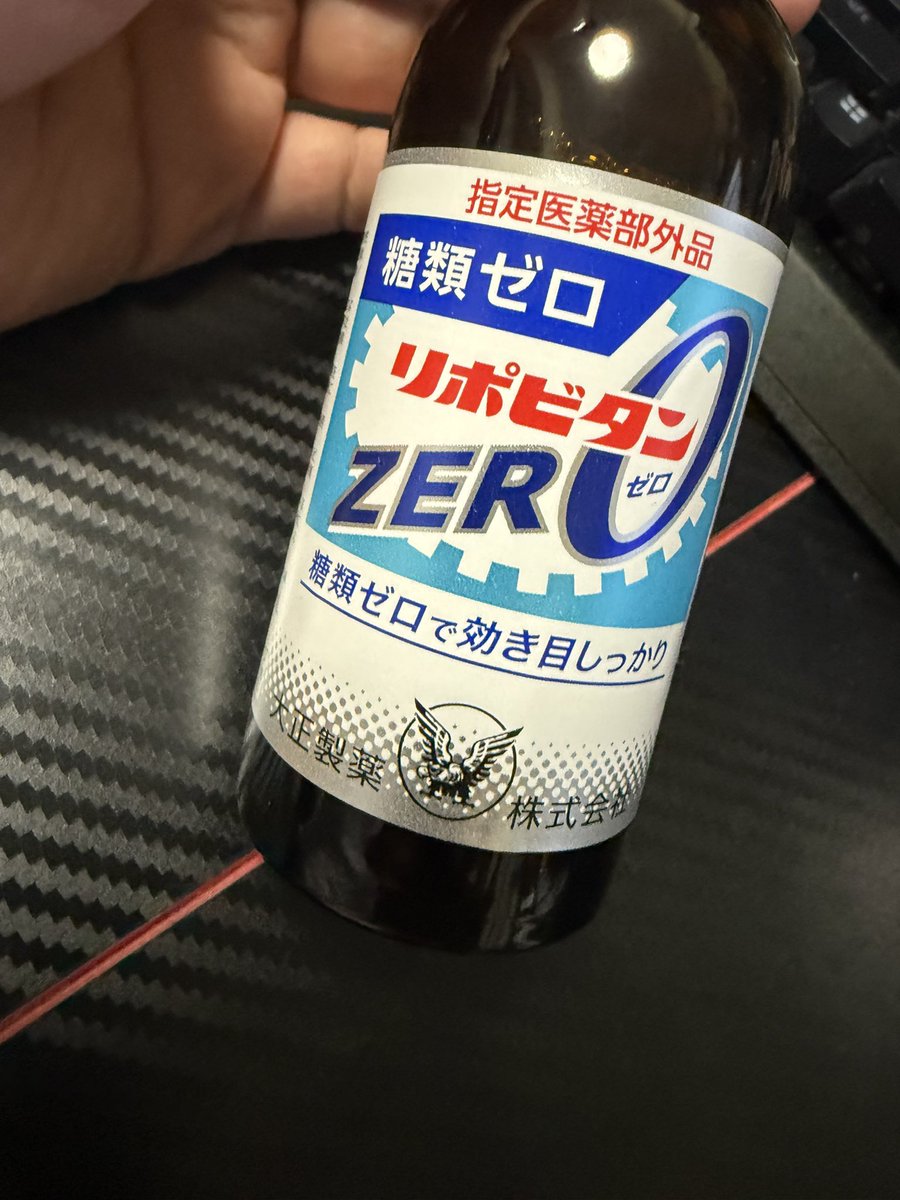 指定医薬部外品
糖類ゼロ
リポビタン
ZERO
ゼロ
糖類ゼロで効き目しっかり
大正製薬 株式会社